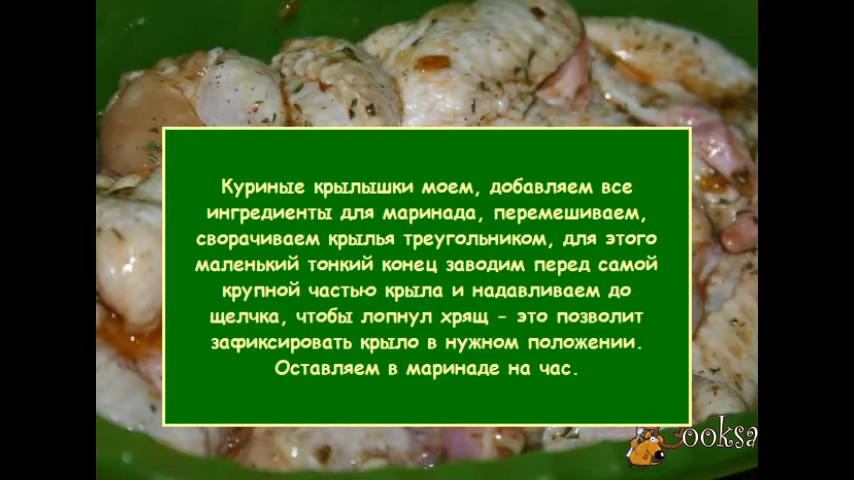 Куриные крылышки моем, добавляем все
ингредиенты для маринада, перемешиваем,
сворачиваем крылья треугольником, для этого
маленький тонкий конец заводим перед самой
крупной частью крыла и надавливаем до
щелчка, чтобы лопнул хрящ - это позволит
зафиксировать крыло в нужном положении.
Оставляем в маринаде на час.
ooksa